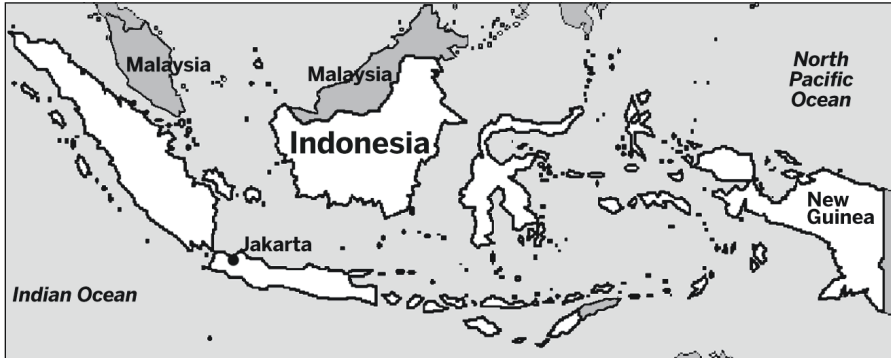 Malaysia
Malaysia
North
Pacific
Ocean
Indonesia
New
Guinea
Jakarta
Indian Ocean